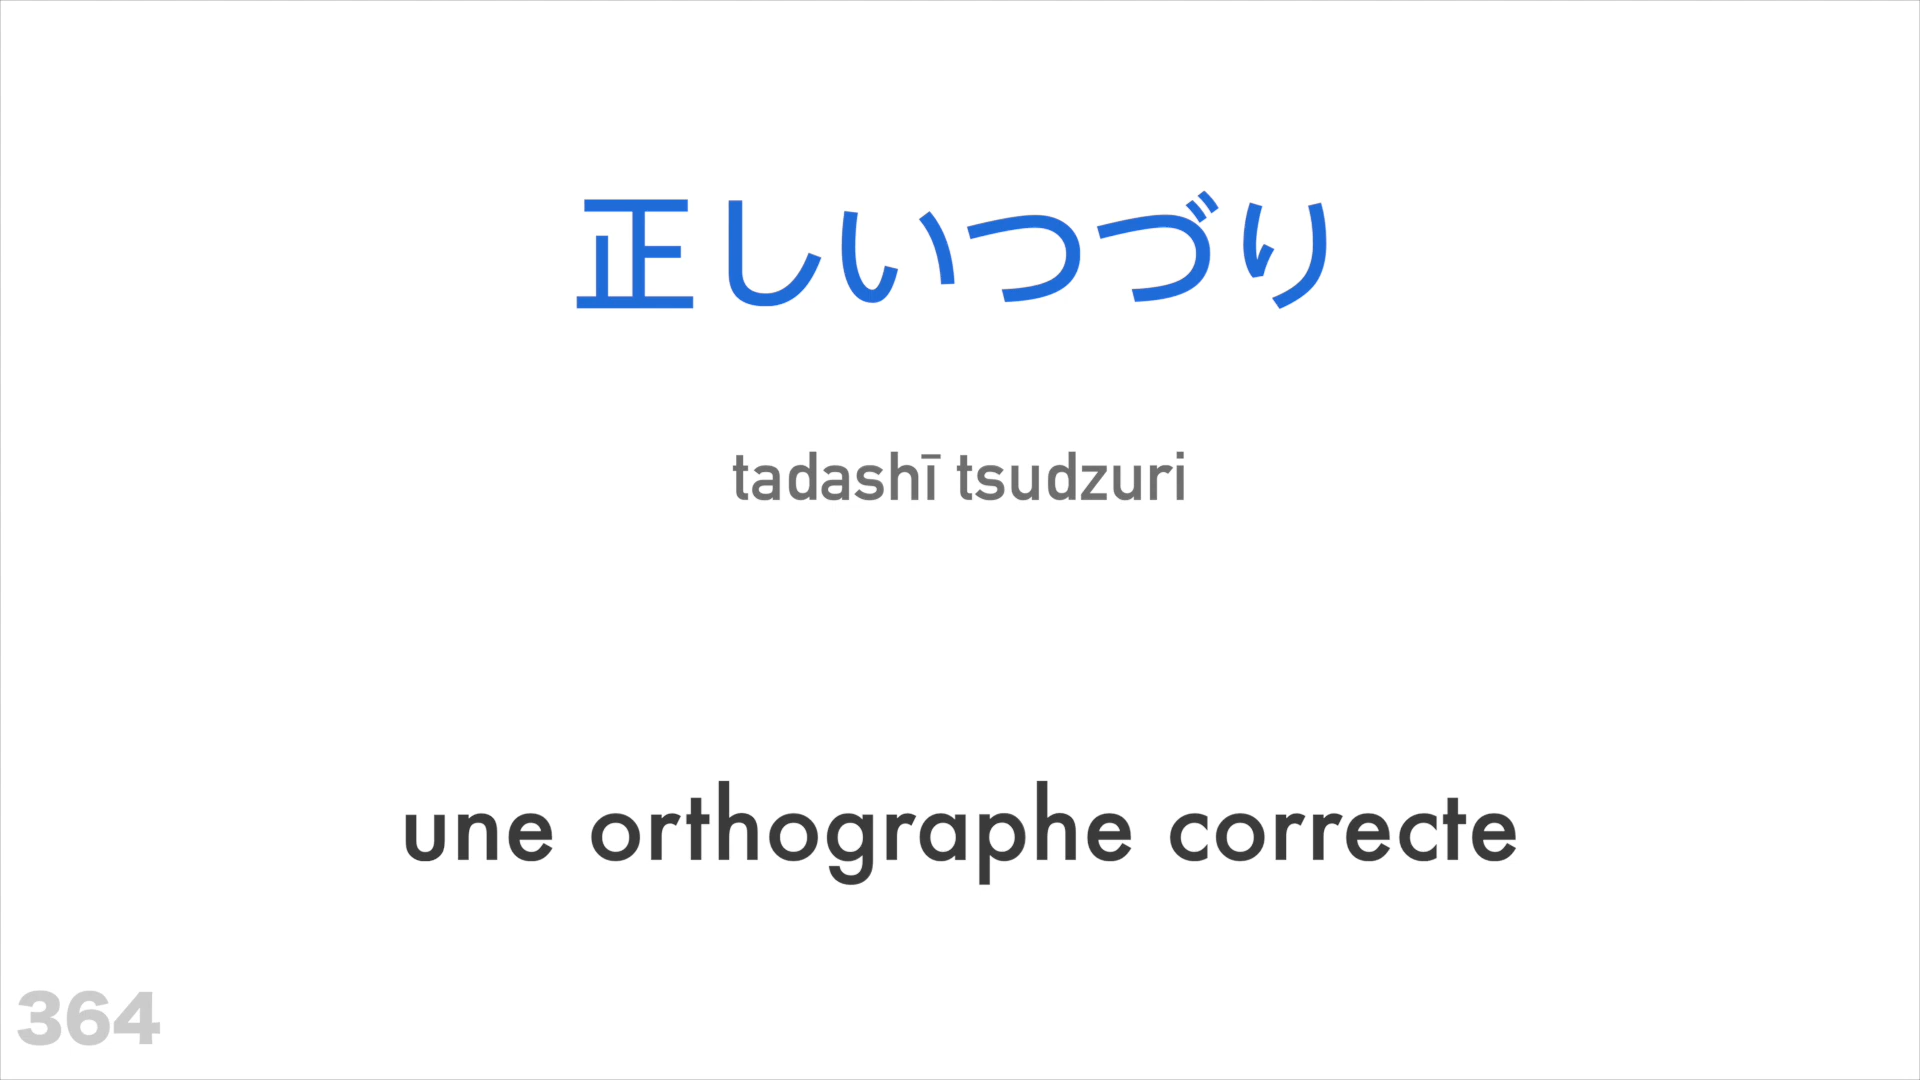 正しいつづり
tadashī tsudzuri
une orthographe correcte
364